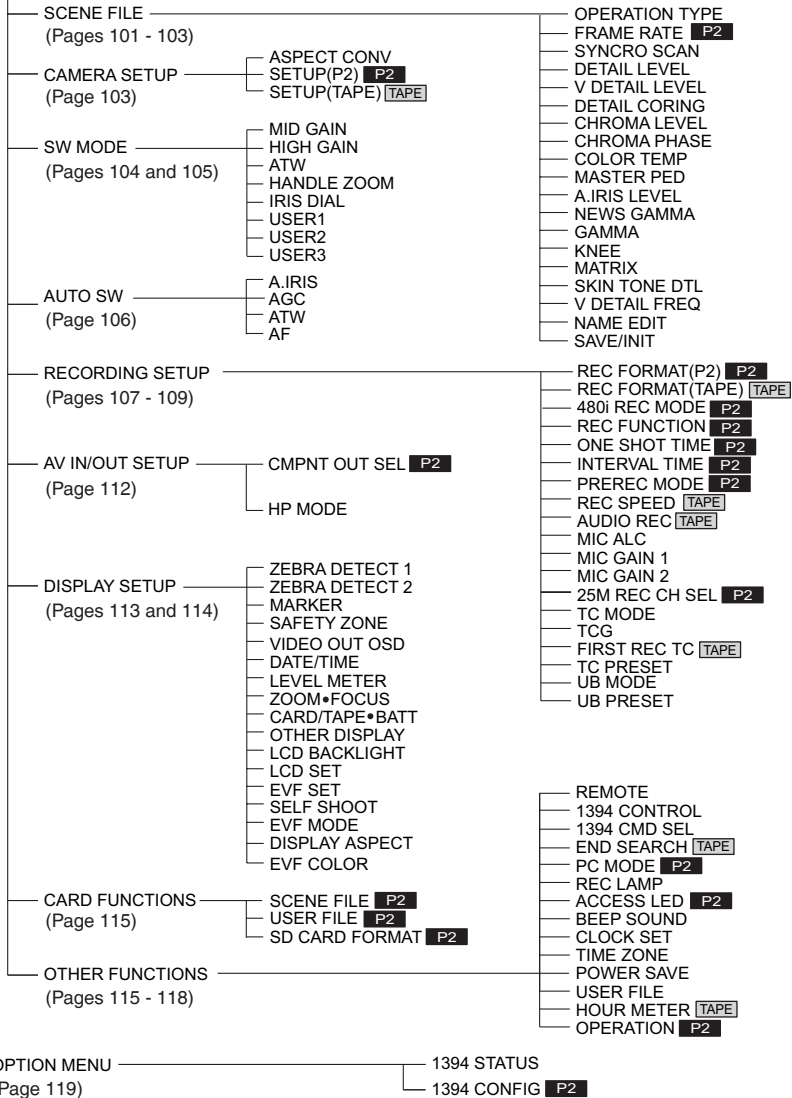 SCENE FILE
(Pages 101 - 103)
OPERATION TYPE
FRAME RATE P2
SYNCRO SCAN
DETAIL LEVEL
V DETAIL LEVEL
DETAIL CORING
CHROMA LEVEL
CHROMA PHASE
COLOR TEMP
MASTER PED
A.IRIS LEVEL
NEWS GAMMA
GAMMA
KNEE
MATRIX
SKIN TONE DTL
V DETAIL FREQ
NAME EDIT
SAVE/INIT
CAMERA SETUP
(Page 103)
ASPECT CONV
SETUP(P2) P2
SETUP(TAPE) TAPE
SW MODE
(Pages 104 and 105)
MID GAIN
HIGH GAIN
ATW
HANDLE ZOOM
IRIS DIAL
USER1
USER2
USER3
AUTO SW
(Page 106)
A.IRIS
AGC
ATW
AF
RECORDING SETUP
(Pages 107 - 109)
REC FORMAT(P2) P2
REC FORMAT(TAPE) TAPE
480i REC MODE P2
REC FUNCTION P2
ONE SHOT TIME P2
INTERVAL TIME P2
PREREC MODE P2
REC SPEED TAPE
AUDIO REC TAPE
MIC ALC
MIC GAIN 1
MIC GAIN 2
25M REC CH SEL P2
TC MODE
TCG
FIRST REC TC TAPE
TC PRESET
UB MODE
UB PRESET
AV IN/OUT SETUP
(Page 112)
CMPNT OUT SEL P2
HP MODE
DISPLAY SETUP
(Pages 113 and 114)
ZEBRA DETECT 1
ZEBRA DETECT 2
MARKER
SAFETY ZONE
VIDEO OUT OSD
DATE/TIME
LEVEL METER
ZOOM•FOCUS
CARD/TAPE•BATT
OTHER DISPLAY
LCD BACKLIGHT
LCD SET
EVF SET
SELF SHOOT
EVF MODE
DISPLAY ASPECT
EVF COLOR
CARD FUNCTIONS
(Page 115)
SCENE FILE P2
USER FILE P2
SD CARD FORMAT P2
OTHER FUNCTIONS
(Pages 115 - 118)
REMOTE
1394 CONTROL
1394 CMD SEL
END SEARCH TAPE
PC MODE P2
REC LAMP
ACCESS LED P2
BEEP SOUND
CLOCK SET
TIME ZONE
POWER SAVE
USER FILE
HOUR METER TAPE
OPERATION P2
OPTION MENU
(Page 119)
1394 STATUS
1394 CONFIG P2